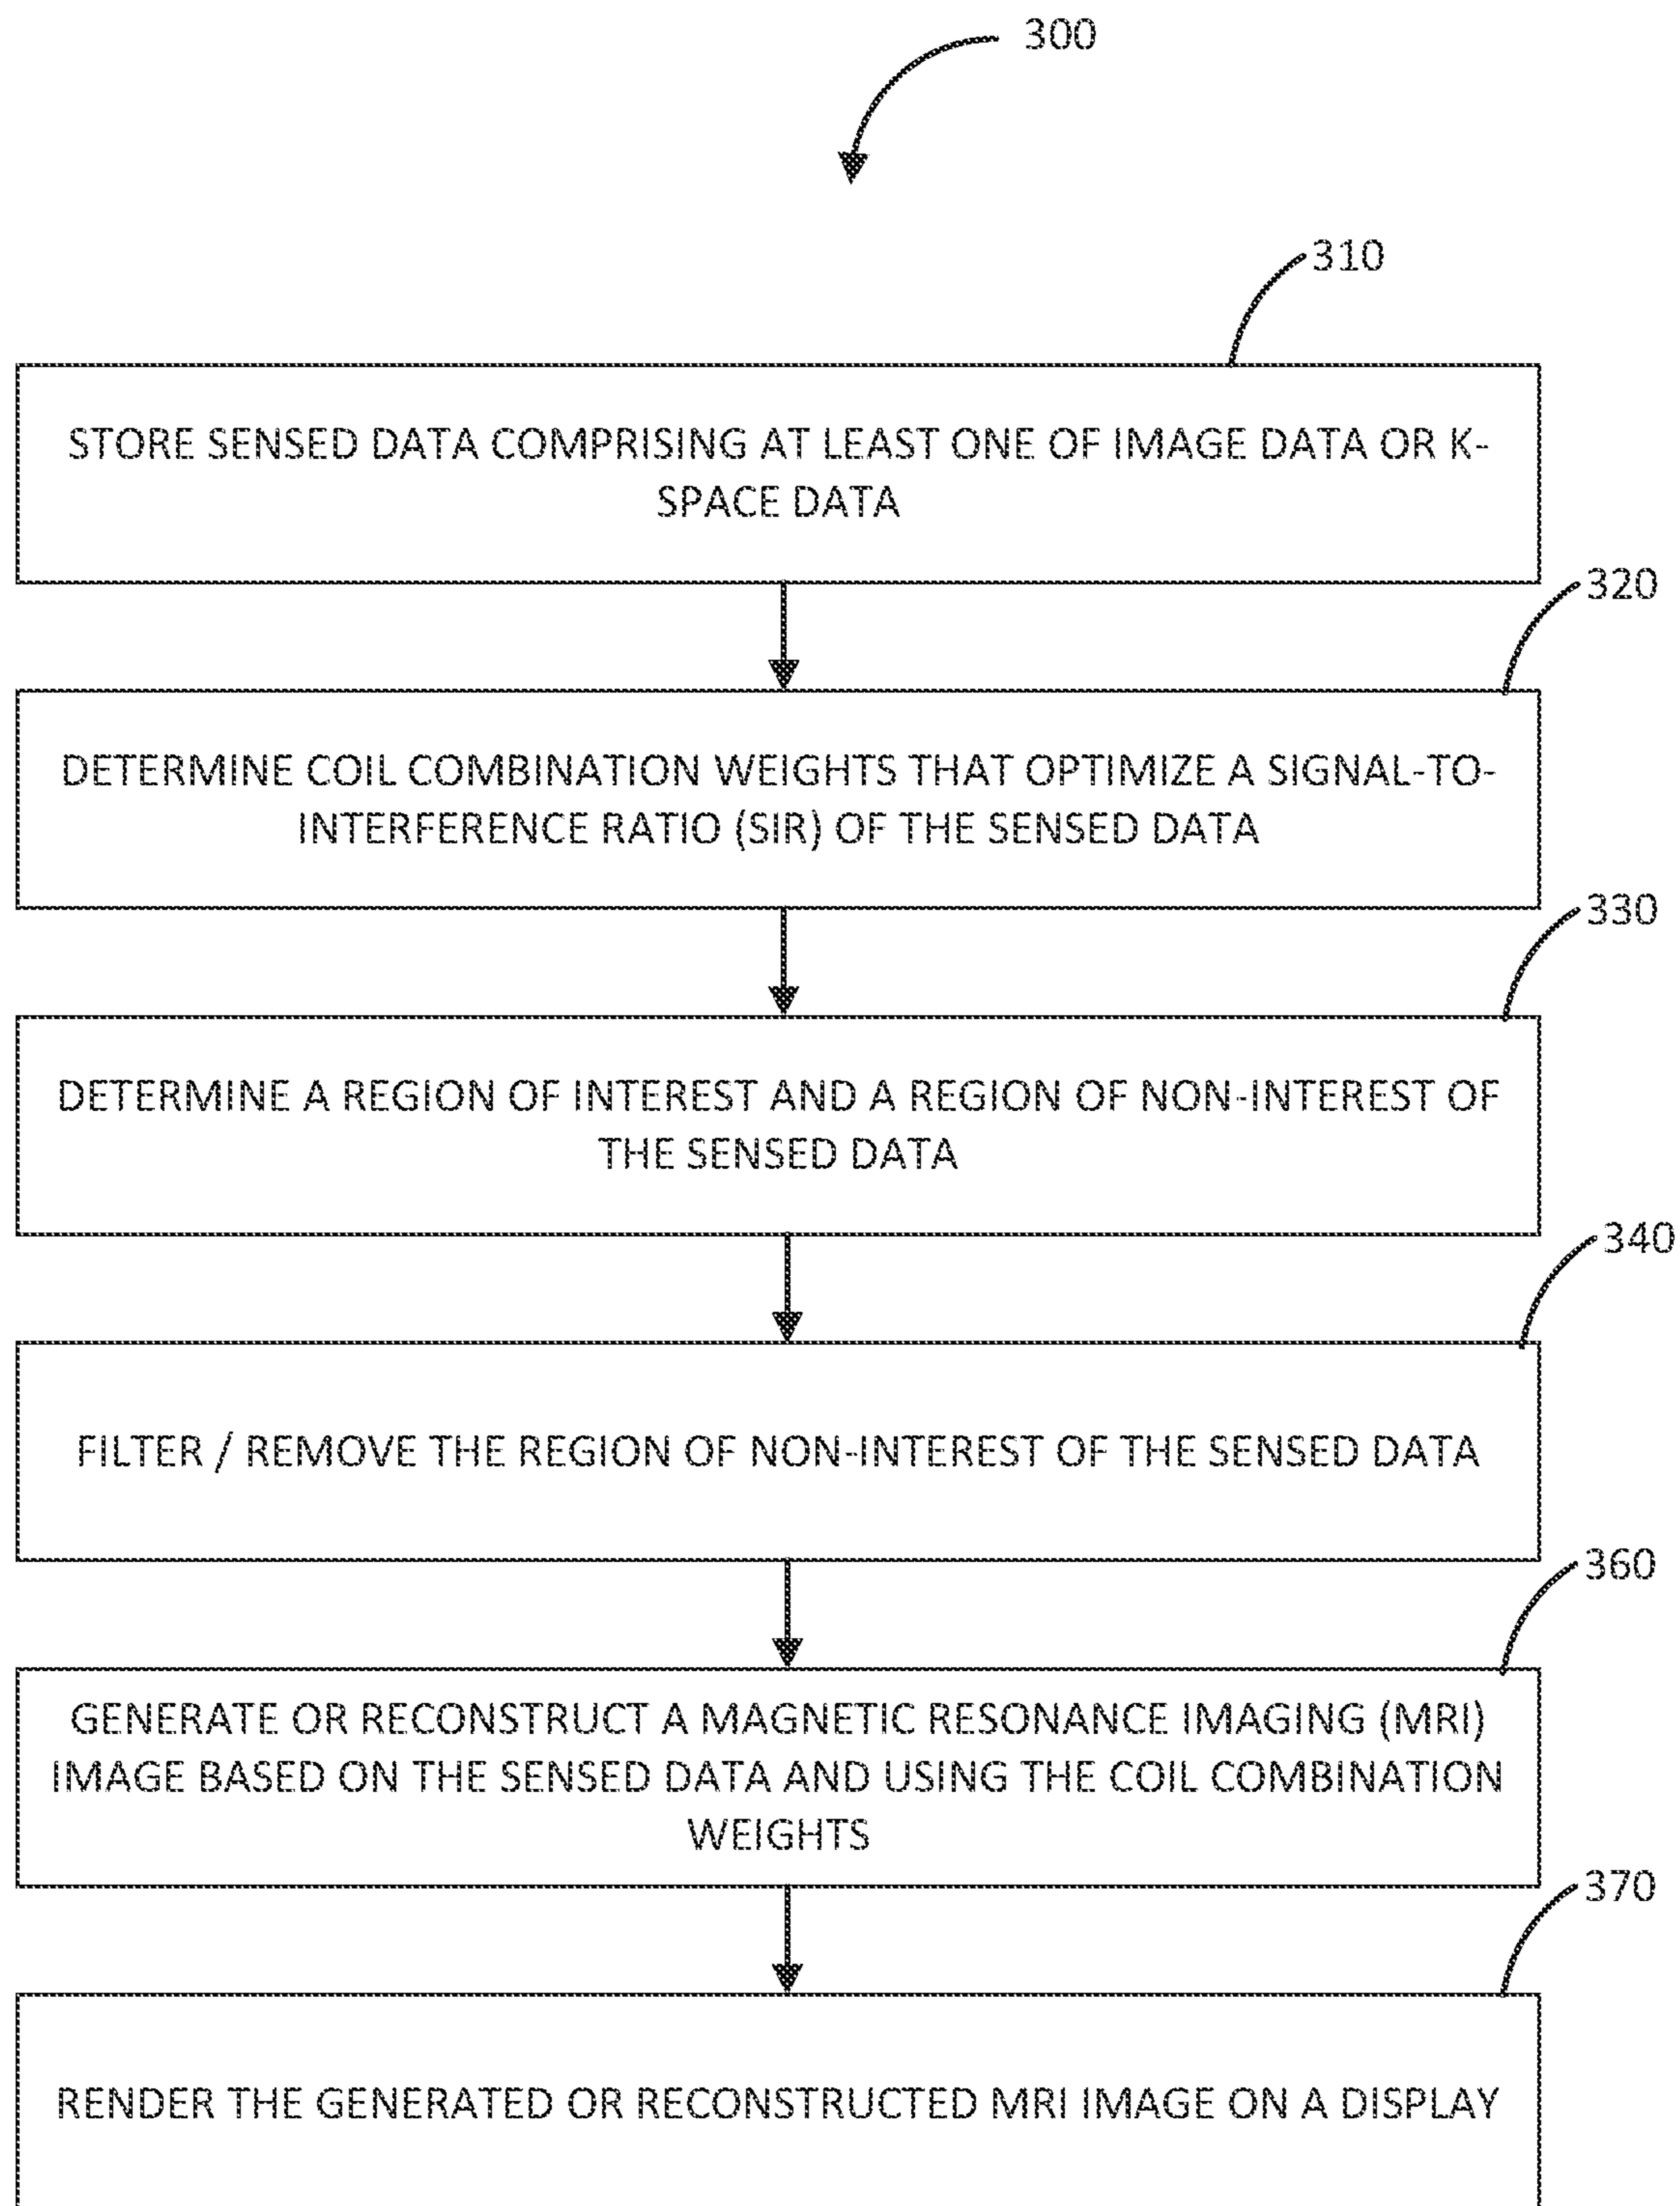 300
310
STORE SENSED DATA COMPRISING AT LEAST ONE OF IMAGE DATA OR K-
SPACE DATA
320
DETERMINE COIL COMBINATION WEIGHTS THAT OPTIMIZE A SIGNAL-TO-
INTERFERENCE RATIO (SIR) OF THE SENSED DATA
330
DETERMINE A REGION OF INTEREST AND A REGION OF NON-INTEREST OF
THE SENSED DATA
340
FILTER / REMOVE THE REGION OF NON-INTEREST OF THE SENSED DATA
360
GENERATE OR RECONSTRUCT A MAGNETIC RESONANCE IMAGING (MRI)
IMAGE BASED ON THE SENSED DATA AND USING THE COIL COMBINATION
WEIGHTS
370
RENDER THE GENERATED OR RECONSTRUCTED MRI IMAGE ON A DISPLAY